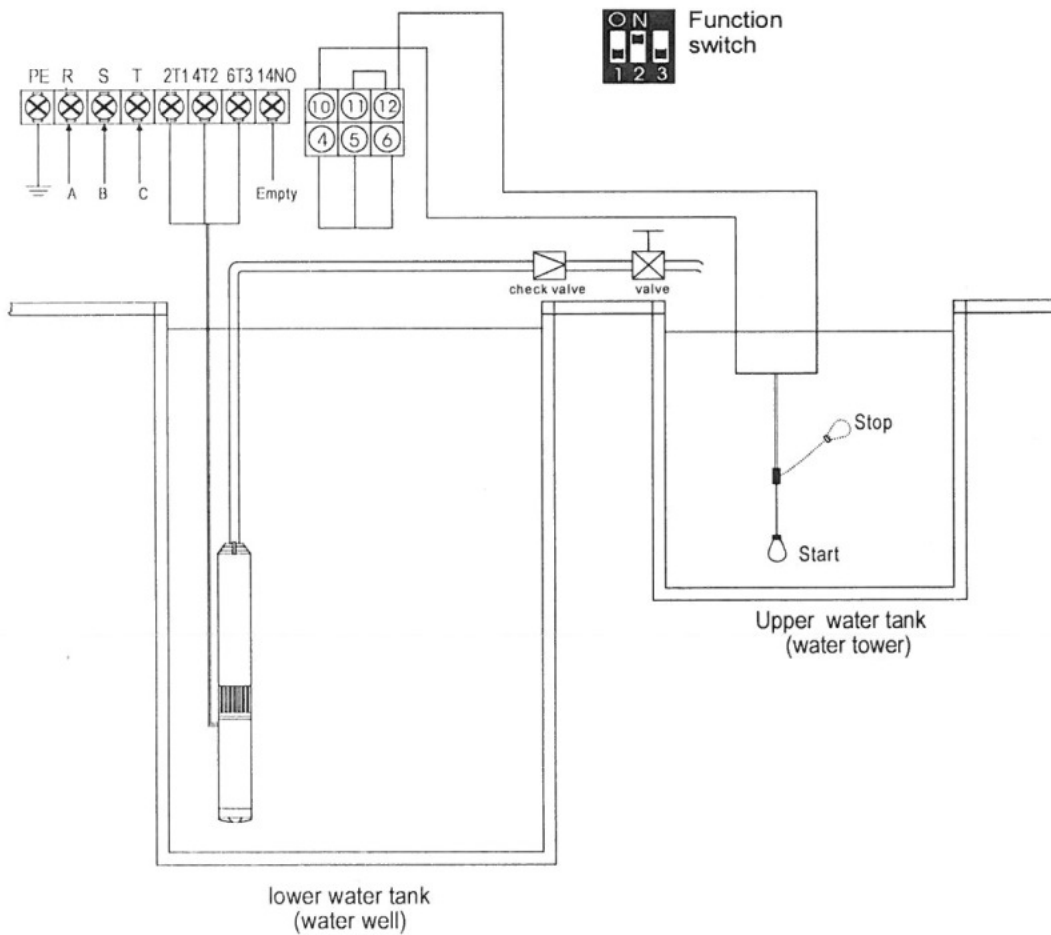 ON
1 2 3
Function
switch
PE R S T 2T1 4T2 6T3 14NO
10 11 12
4 5 6
A B C Empty
check valve
valve
Stop
Start
Upper water tank
(water tower)
lower water tank
(water well)